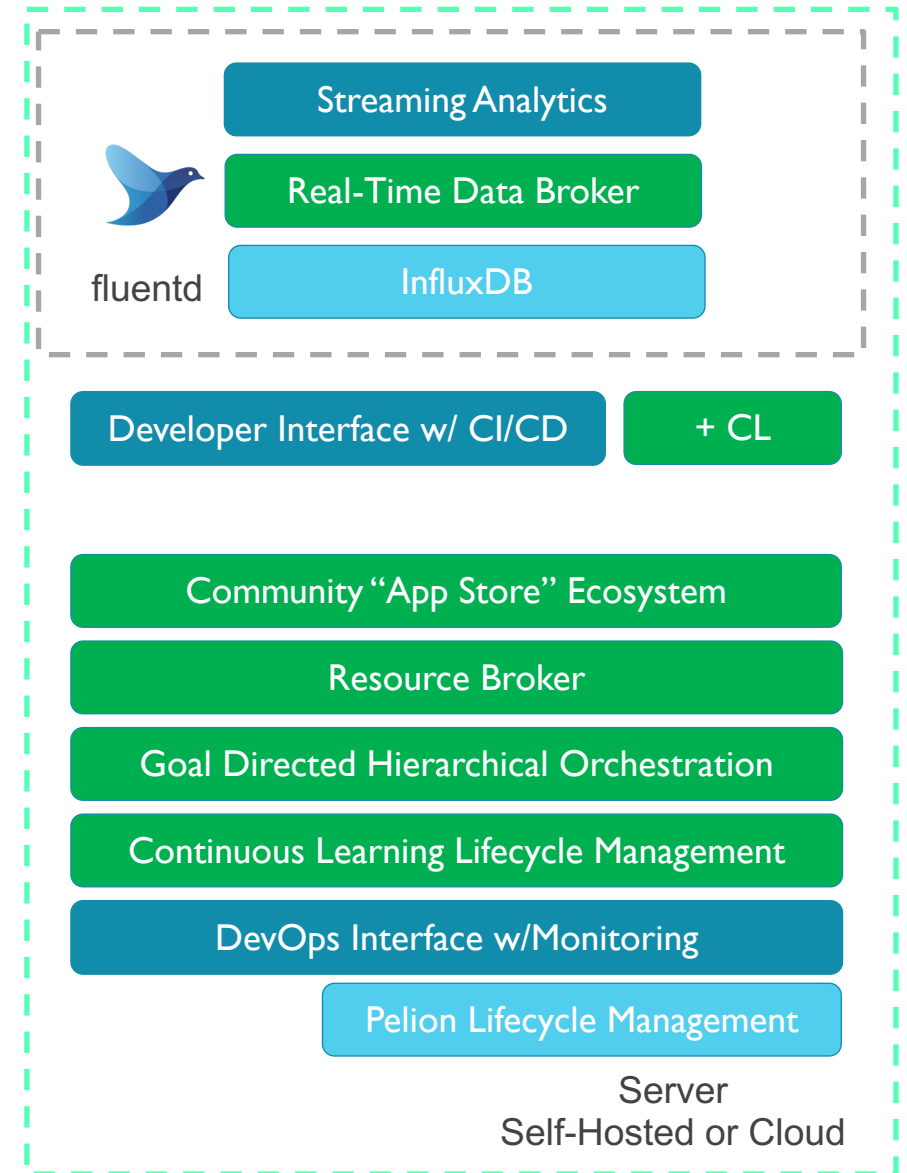 Streaming Analytics
Real-Time Data Broker
fluentd
InfluxDB
Developer Interface w/ CI/CD
+ CL
Community “App Store” Ecosystem
Resource Broker
Goal Directed Hierarchical Orchestration
Continuous Learning Lifecycle Management
DevOps Interface w/Monitoring
Pelion Lifecycle Management
Server
Self-Hosted or Cloud